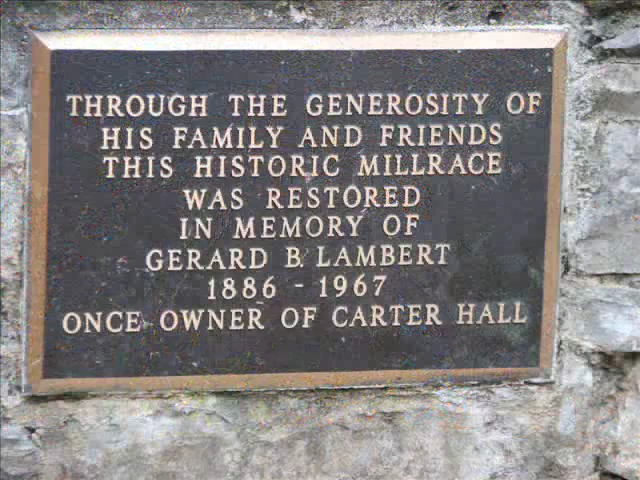 THROUGH THE GENEROSITY OF
HIS FAMILY AND FRIENDS
THIS HISTORIC MILLRACE
WAS RESTORED
IN MEMORY OF
GERARD B. LAMBERT
1886 - 1967
ONCE OWNER OF CARTER HALL